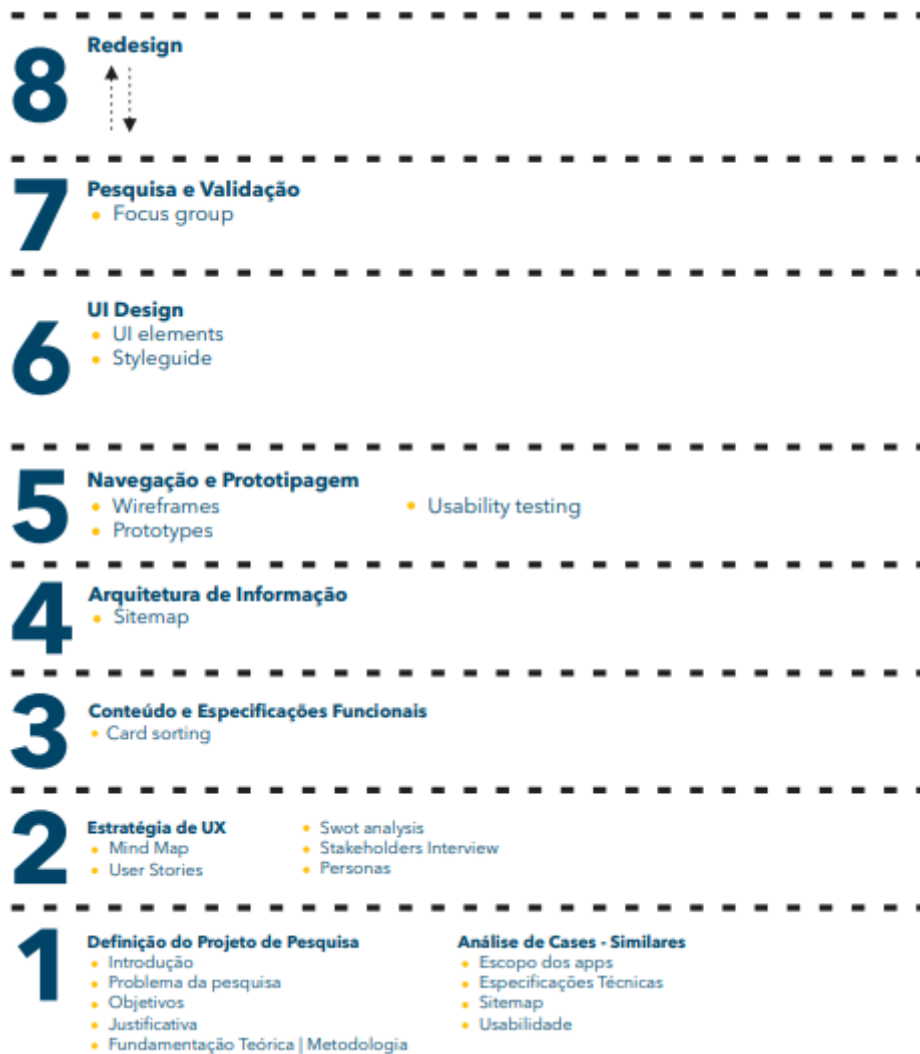 8
Redesign
7
Pesquisa e Validação
Focus group
6
UI Design
UI elements
Styleguide
5
Navegação e Prototipagem
Wireframes
Prototypes
Usability testing
4
Arquitetura de Informação
Sitemap
3
Conteúdo e Especificações Funcionais
Card sorting
2
Estratégia de UX
Mind Map
User Stories
Swot analysis
Stakeholders Interview
Personas
1
Definição do Projeto de Pesquisa
Introdução
Problema da pesquisa
Objetivos
Justificativa
Fundamentação Teórica | Metodologia
Análise de Cases - Similares
Escopo dos apps
Especificações Técnicas
Sitemap
Usabilidade